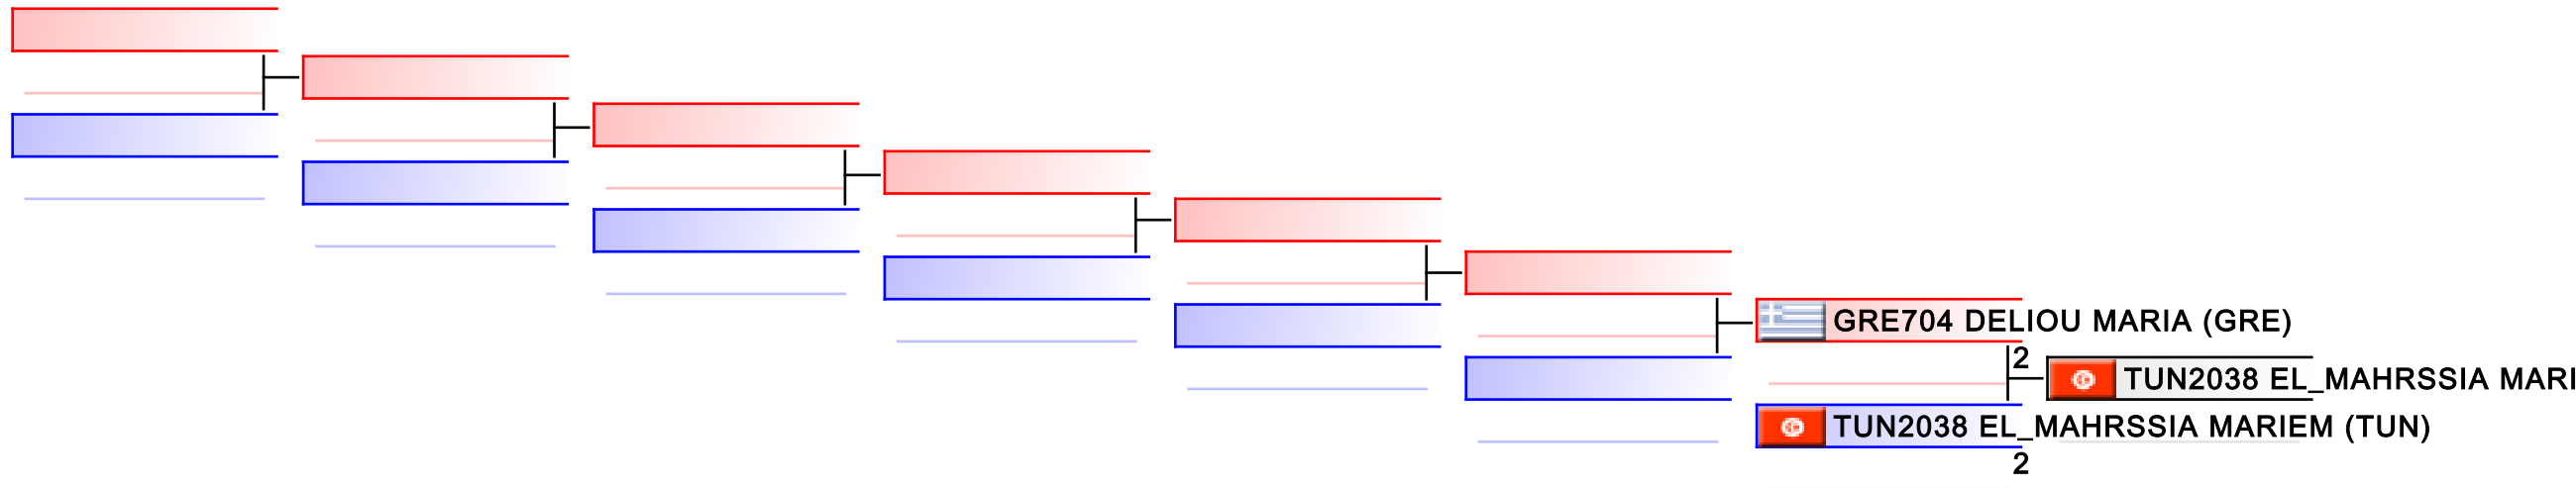 GRE704 DELIOU MARIA (GRE)
2
TUN2038 EL_MAHRSSIA MARI
TUN2038 EL_MAHRSSIA MARIEM (TUN)
2